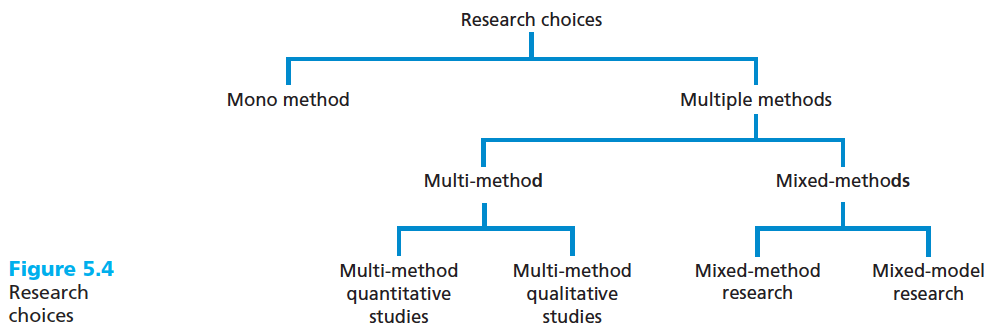 Research choices
Mono method
Multiple methods
Multi-method
Mixed-methods
Multi-method
quantitative
studies
Multi-method
qualitative
studies
Mixed-method
research
Mixed-model
research
Figure 5.4
Research
choices